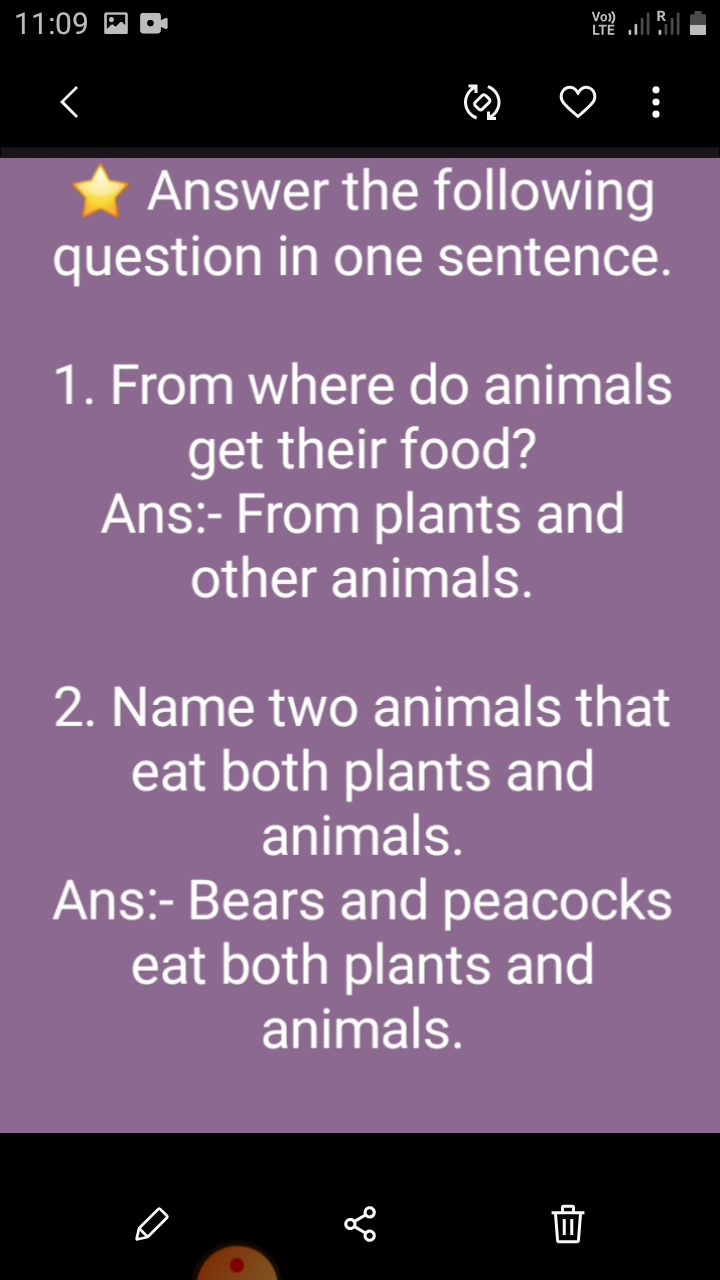 11:09
Vo)) LTE R
⭐ Answer the following
question in one sentence.
1. From where do animals
get their food?
Ans:- From plants and
other animals.
2. Name two animals that
eat both plants and
animals.
Ans:- Bears and peacocks
eat both plants and
animals.